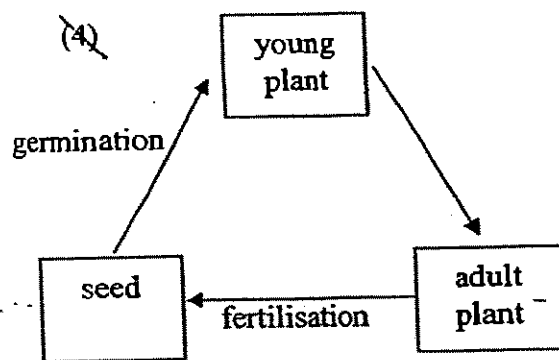 (4)
young
plant
germination
seed
adult
plant
fertilisation